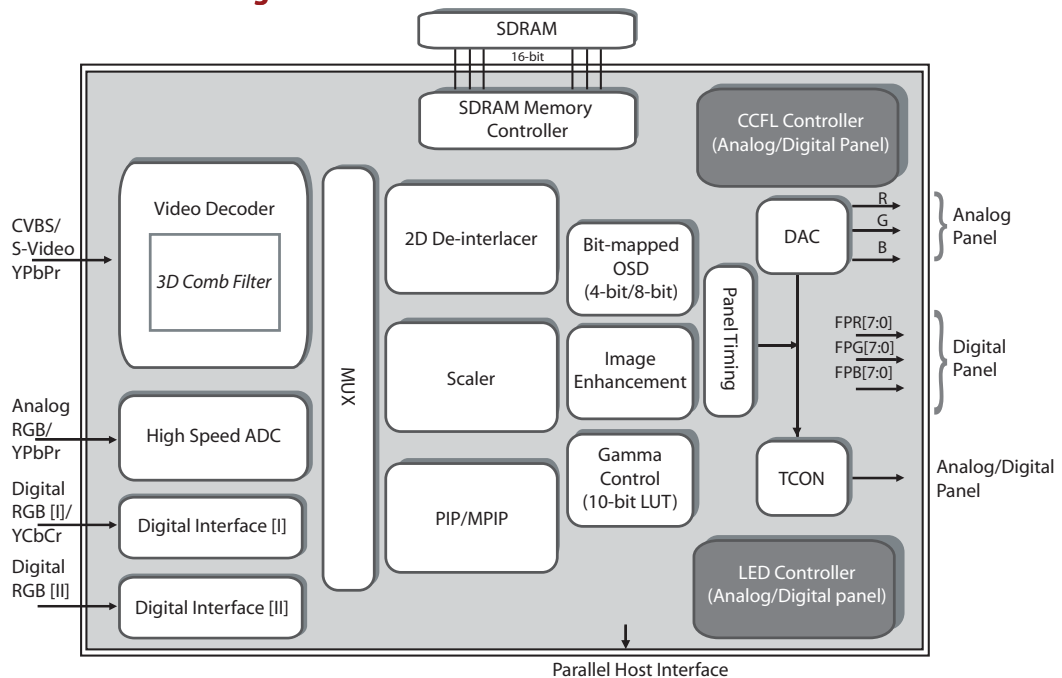 SDRAM
16-bit
SDRAM Memory
Controller
CCFL Controller
(Analog/Digital Panel)
CVBS/
S-Video
YPbPr
Video Decoder
3D Comb Filter
MUX
2D De-interlacer
Bit-mapped
OSD
(4-bit/8-bit)
Panel Timing
DAC
R
G
B
Analog
Panel
FPR[7:0]
FPG[7:0]
FPB[7:0]
Digital
Panel
Scaler
Image
Enhancement
Analog
RGB/
YPbPr
High Speed ADC
Gamma
Control
(10-bit LUT)
TCON
Analog/Digital
Panel
Digital
RGB [I]/
YCbCr
Digital Interface [I]
PIP/MPIP
Digital
RGB [II]
Digital Interface [II]
LED Controller
(Analog/Digital panel)
Parallel Host Interface